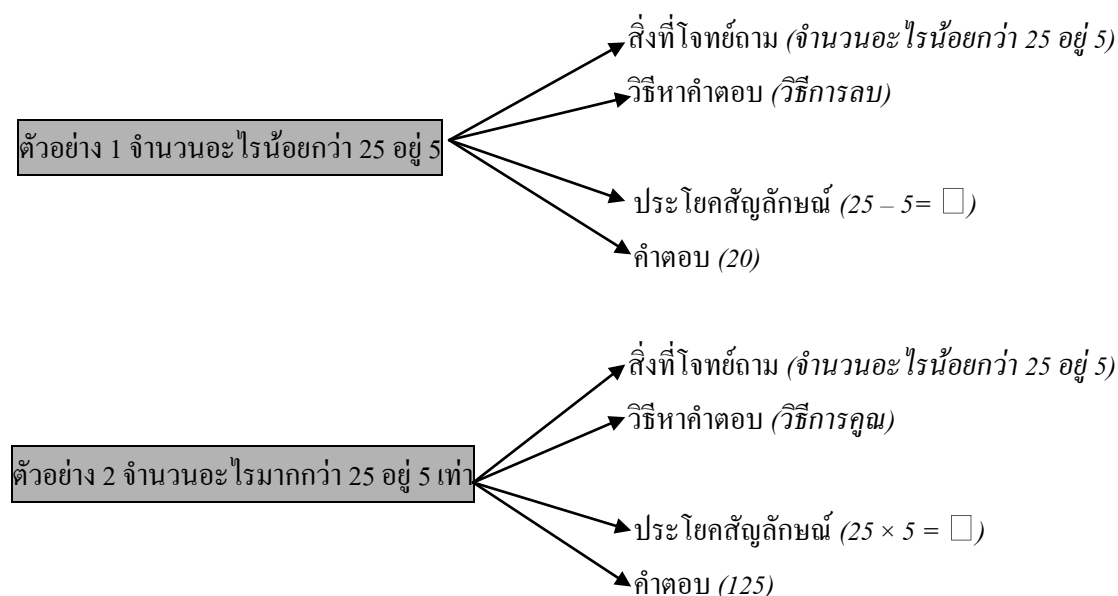 สิ่งที่โจทย์ถาม (จำนวนอะไรน้อยกว่า 25 อยู่ 5)
วิธีหาคำตอบ (วิธีการลบ)
ตัวอย่าง 1 จำนวนอะไรน้อยกว่า 25 อยู่ 5
ประโยคสัญลักษณ์ (25 – 5= □)
คำตอบ (20)
สิ่งที่โจทย์ถาม (จำนวนอะไรน้อยกว่า 25 อยู่ 5)
วิธีหาคำตอบ (วิธีการคูณ)
ตัวอย่าง 2 จำนวนอะไรมากกว่า 25 อยู่ 5 เท่า
ประโยคสัญลักษณ์ (25 × 5 = □)
คำตอบ (125)